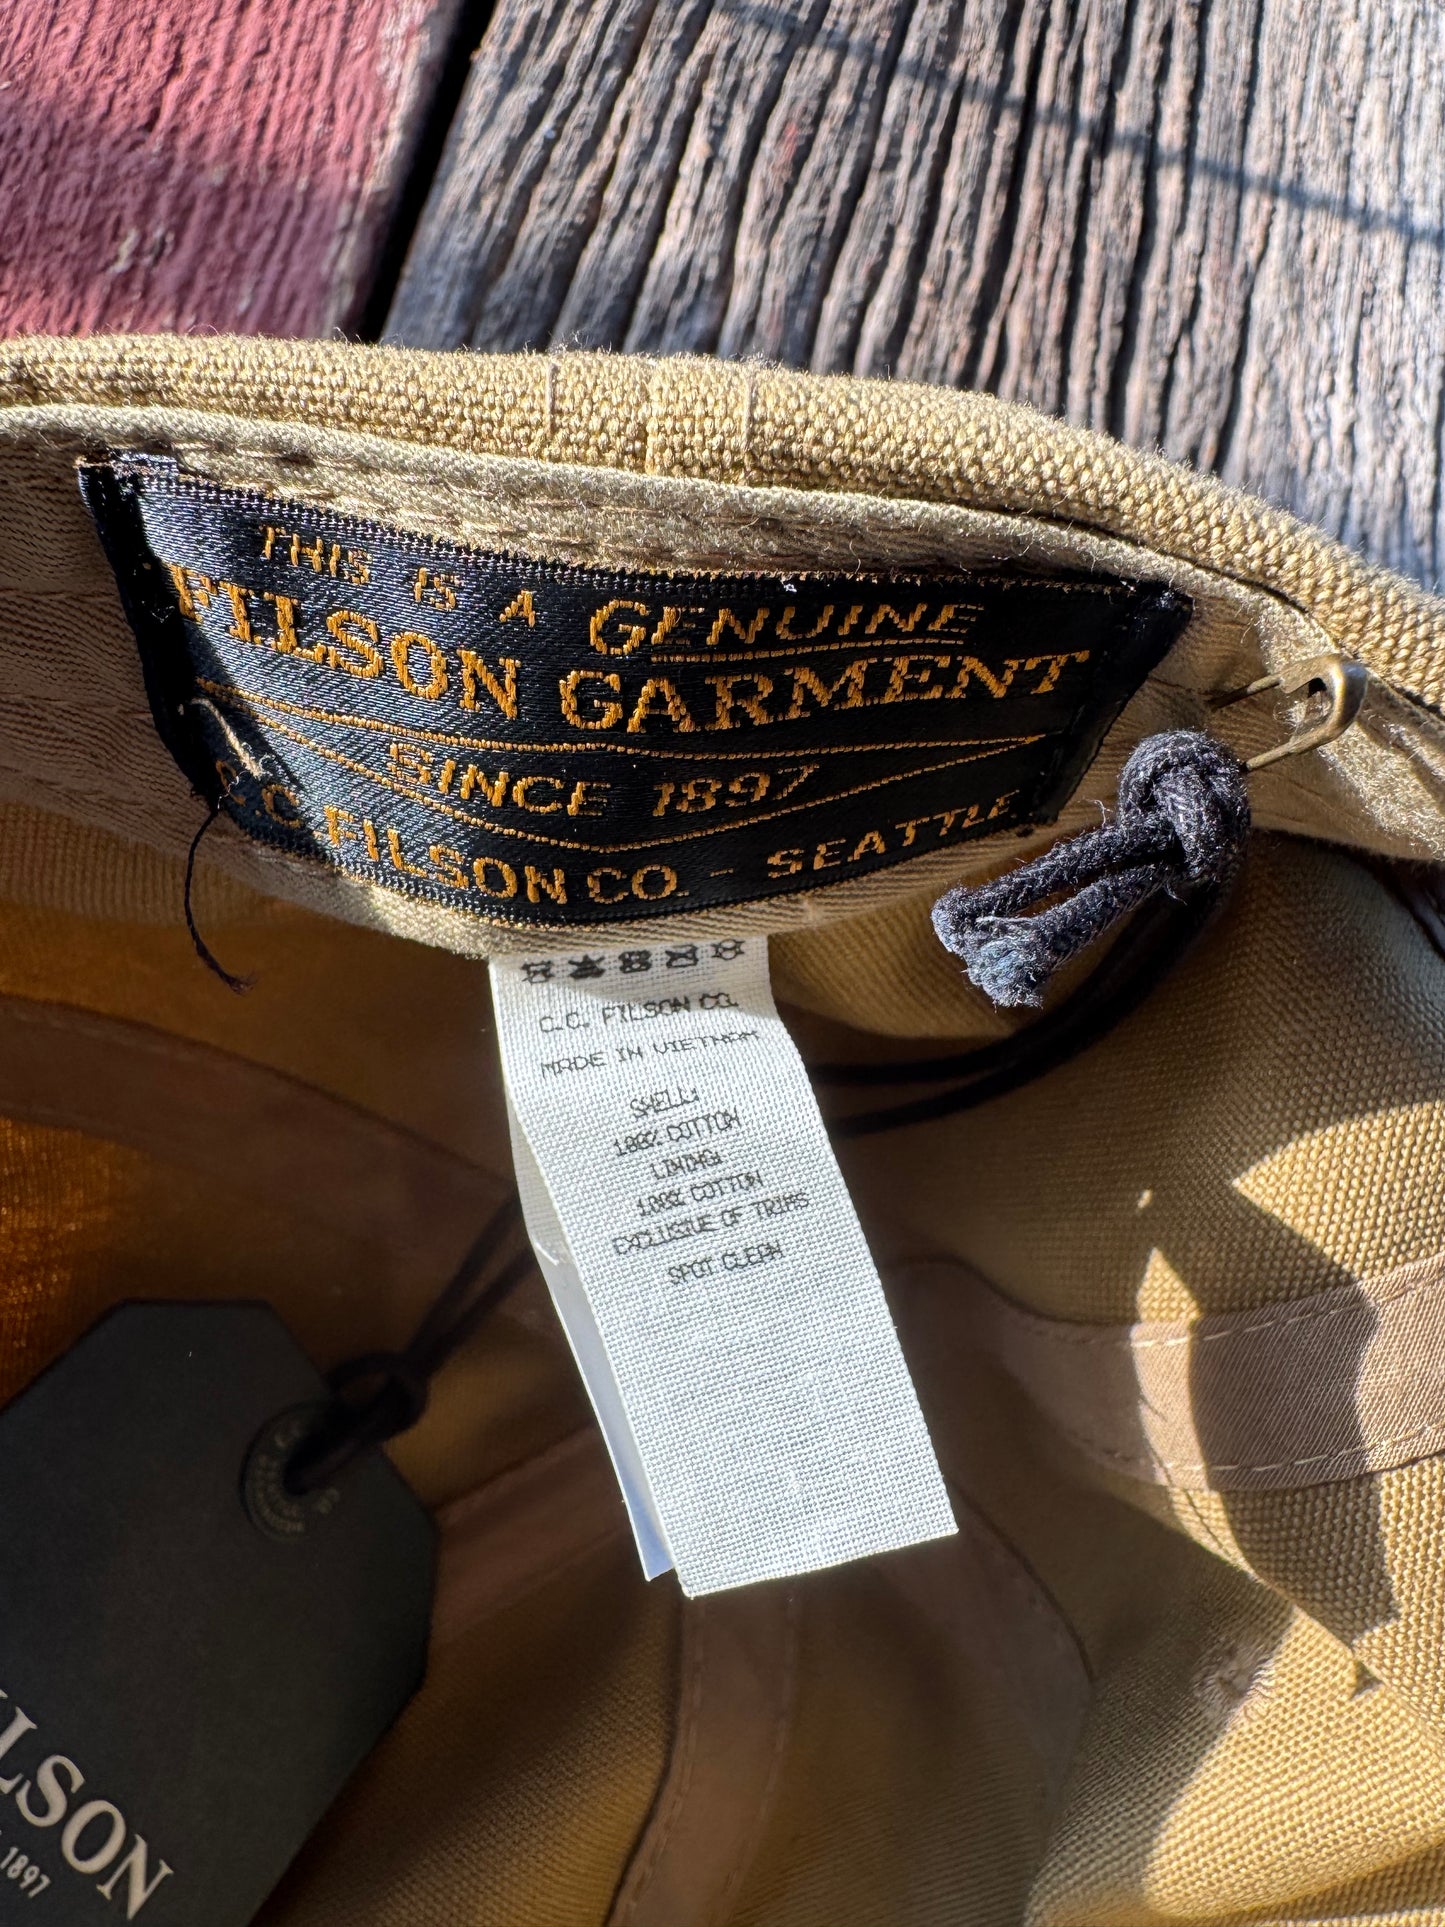 THIS IS A GENUINE
FILSON GARMENT
SINCE 1897
C.C. FILSON CO. - SEATTLE
C.C. FILSON CO.
MADE IN VIETNAM
SHELL:
100% COTTON
LINING:
100% COTTON
EXCLUSIVE OF TRIMS
SPOT CLEAN
LSON
1897